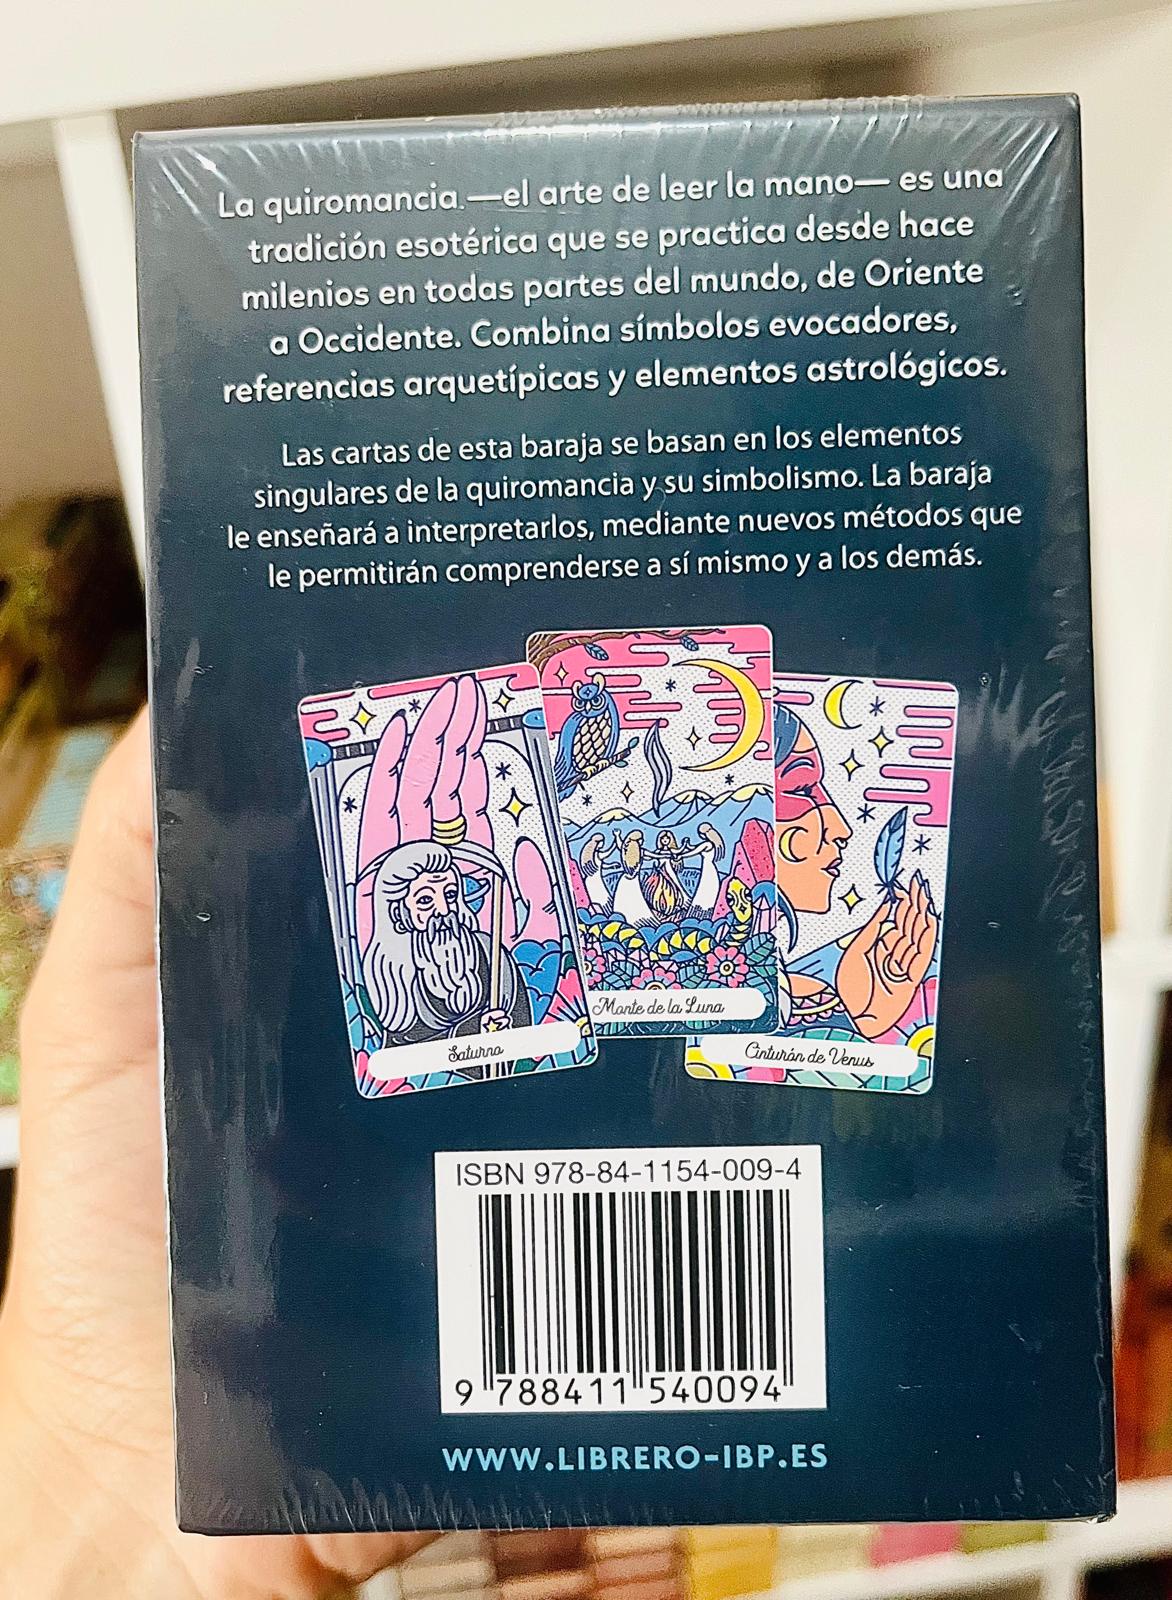 La quiromancia.—el arte de leer la mano— es una
tradición esotérica que se practica desde hace
milenios en todas partes del mundo, de Oriente
a Occidente. Combina símbolos evocadores,
referencias arquetípicas y elementos astrológicos.
Las cartas de esta baraja se basan en los elementos
singulares de la quiromancia y su simbolismo. La baraja
le enseñará a interpretarlos, mediante nuevos métodos que
le permitirán comprenderse a sí mismo y a los demás.
Saturno
Monte de la Luna
Cinturón de Venus
ISBN 978-84-1154-009-4
9 788411 540094
WWW.LIBRERO-IBP.ES